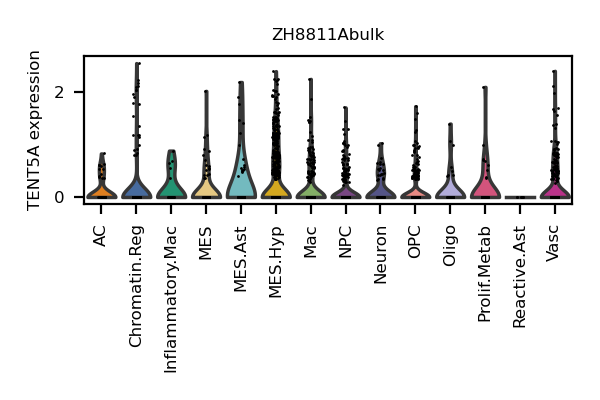 ZH8811Abulk
TENT5A expression
2
0
AC
Chromatin.Reg
Inflammatory.Mac
MES
MES.Ast
MES.Hyp
Mac
NPC
Neuron
OPC
Oligo
Prolif.Metab
Reactive.Ast
Vasc